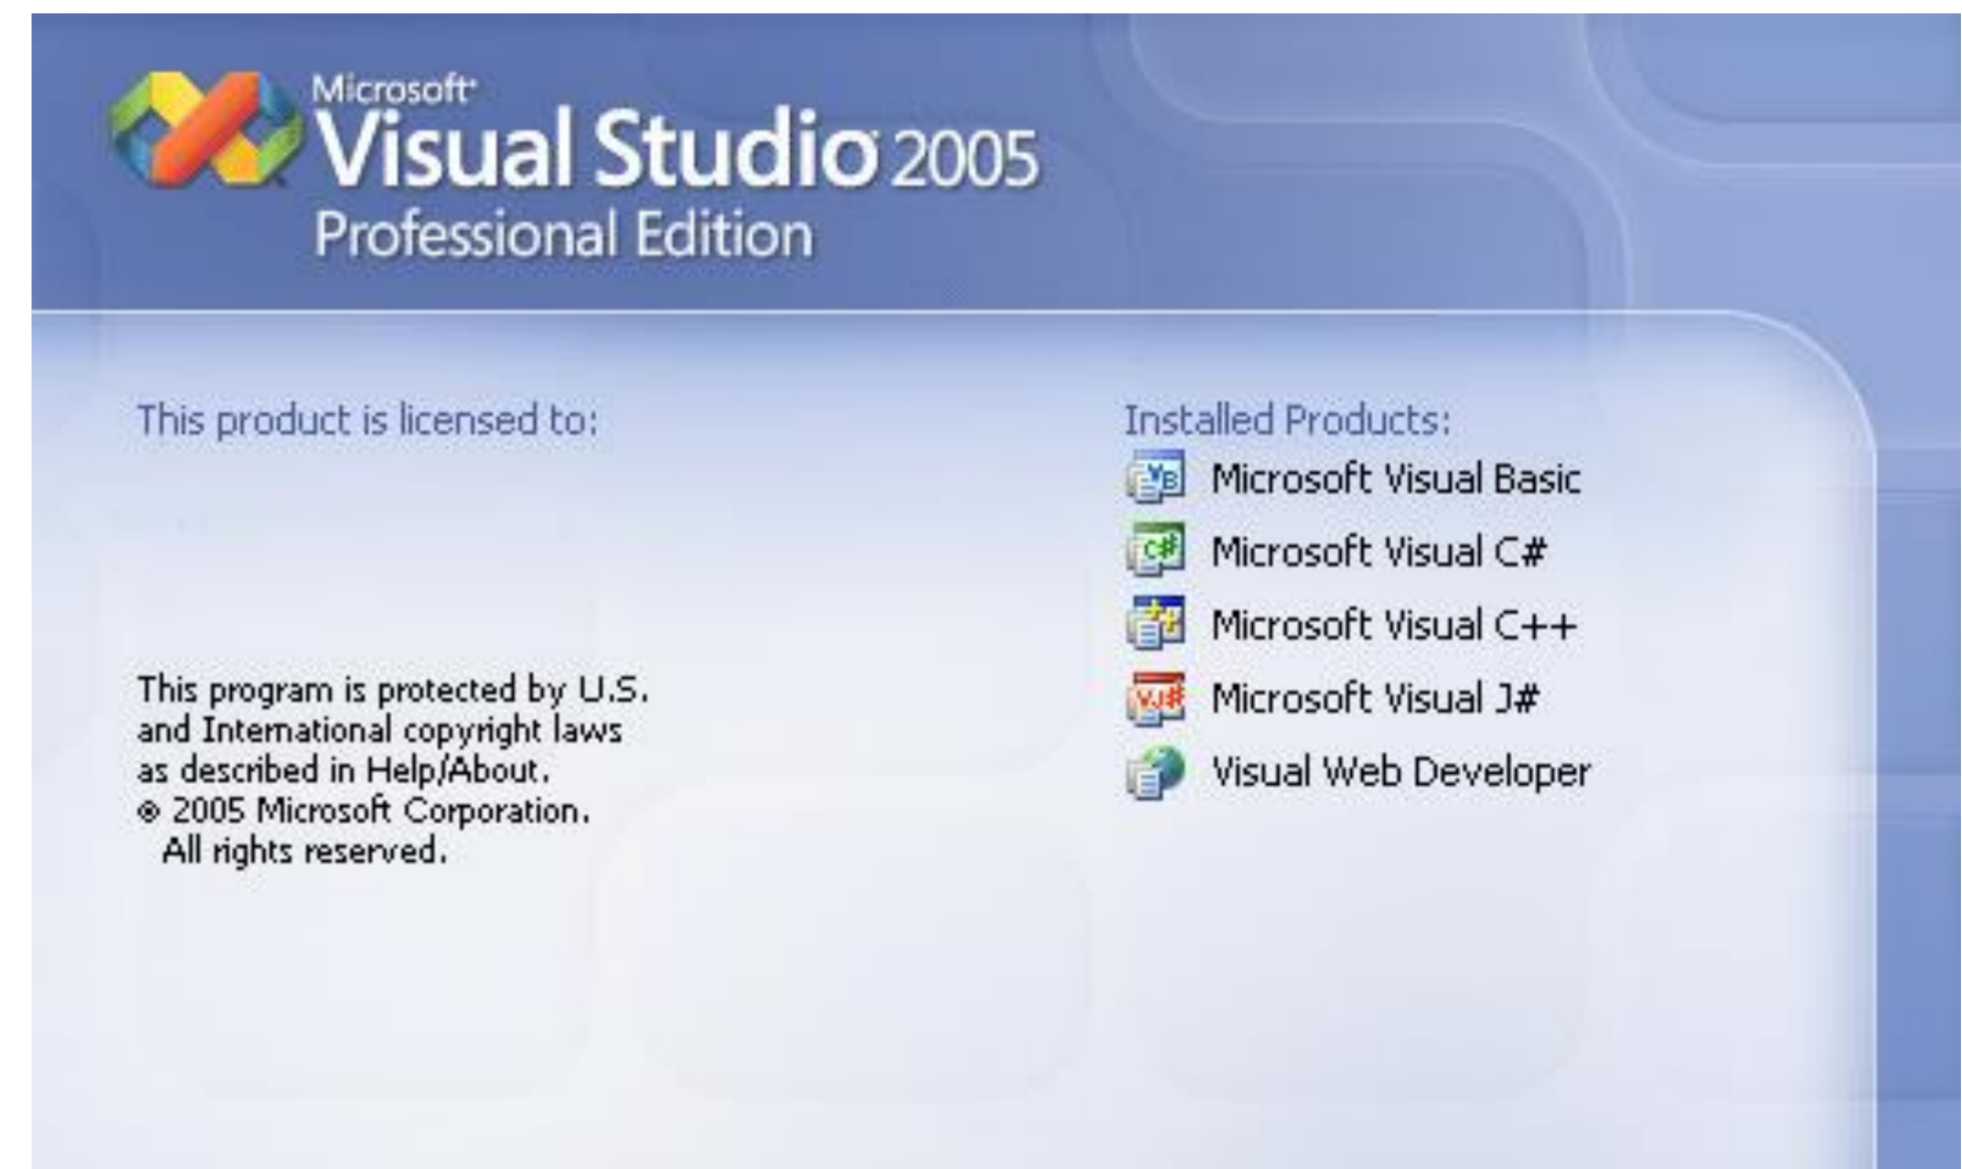 Microsoft®
Visual Studio 2005
Professional Edition
This product is licensed to:
This program is protected by U.S.
and International copyright laws
as described in Help/About.
© 2005 Microsoft Corporation.
All rights reserved.
Installed Products:
VB Microsoft Visual Basic
C# Microsoft Visual C#
++ Microsoft Visual C++
VJ# Microsoft Visual J#
Visual Web Developer